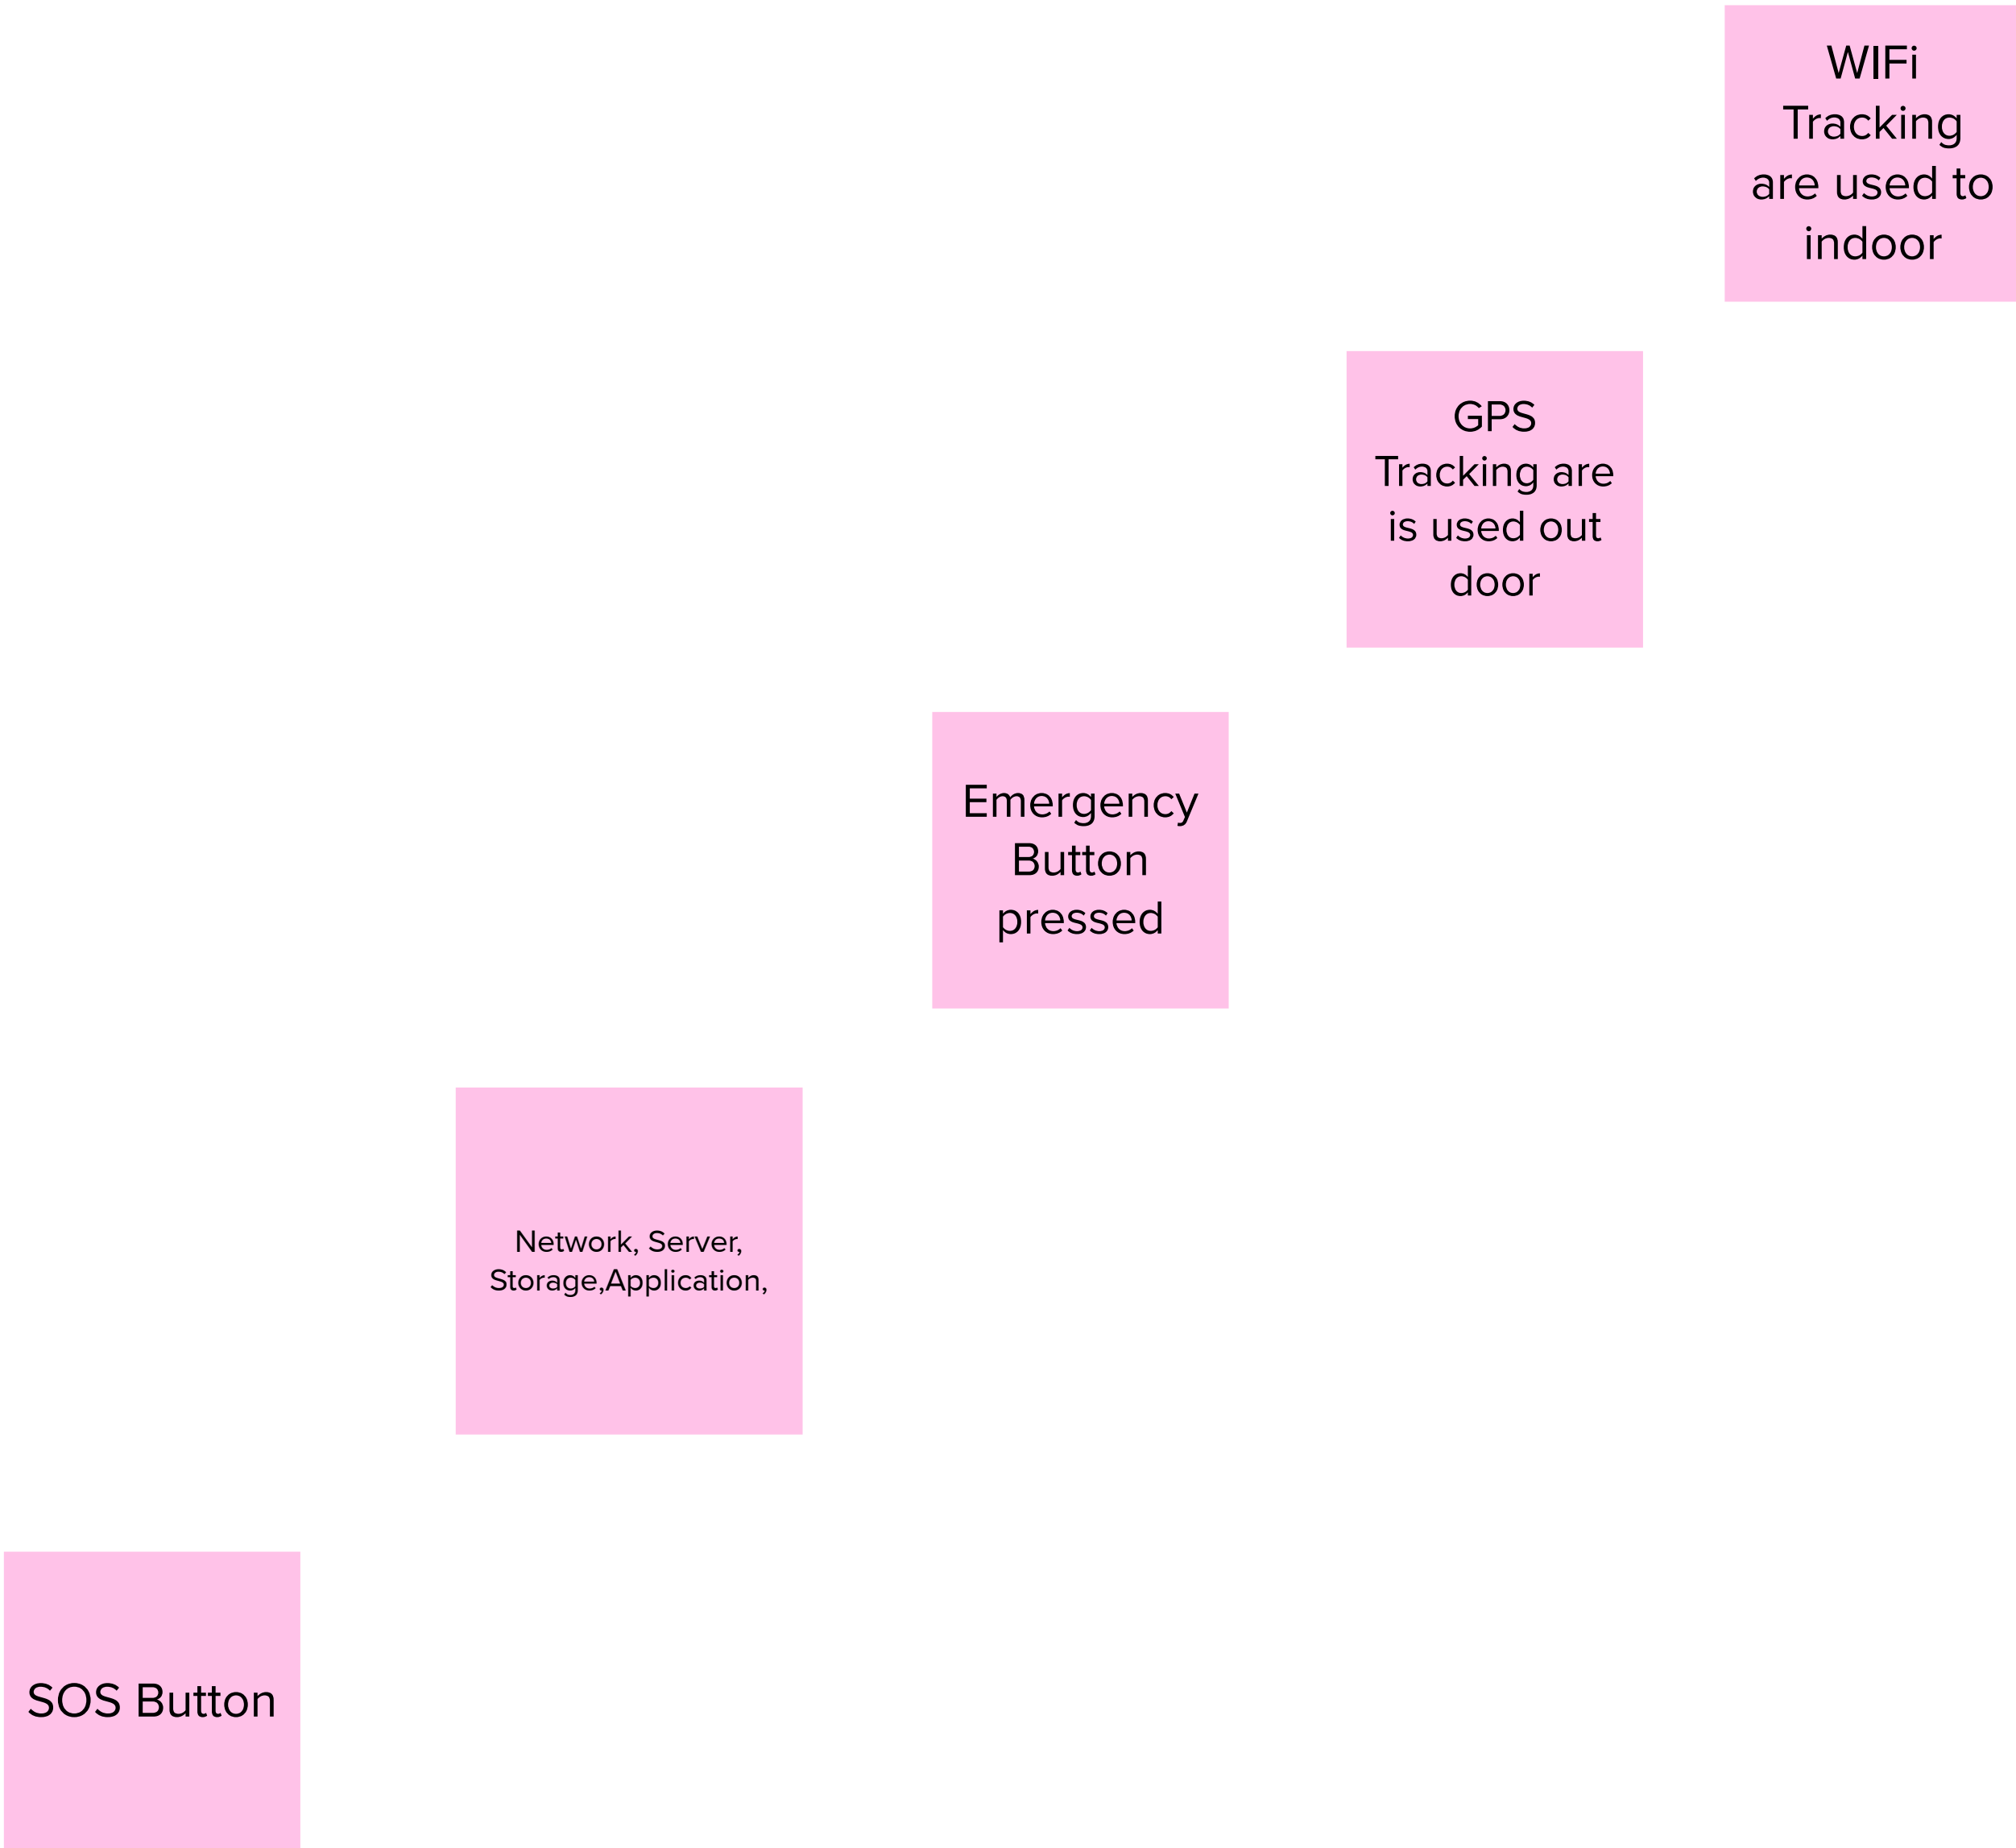 WIFi
Tracking
are used to
indoor
GPS
Tracking are
is used out
door
Emergency
Button
pressed
Network, Server,
Storage,Application,
SOS Button